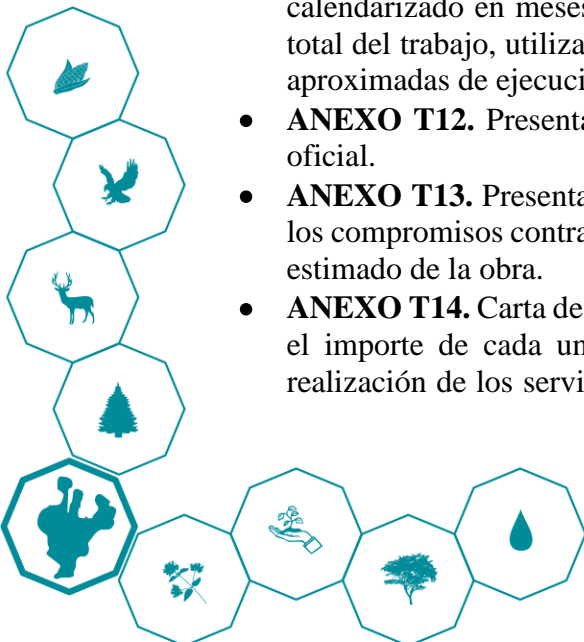 calendarizado en meses
total del trabajo, utiliza
aproximadas de ejecuci
• ANEXO T12. Presenta
oficial.
• ANEXO T13. Presenta
los compromisos contra
estimado de la obra.
• ANEXO T14. Carta de
el importe de cada un
realización de los servi